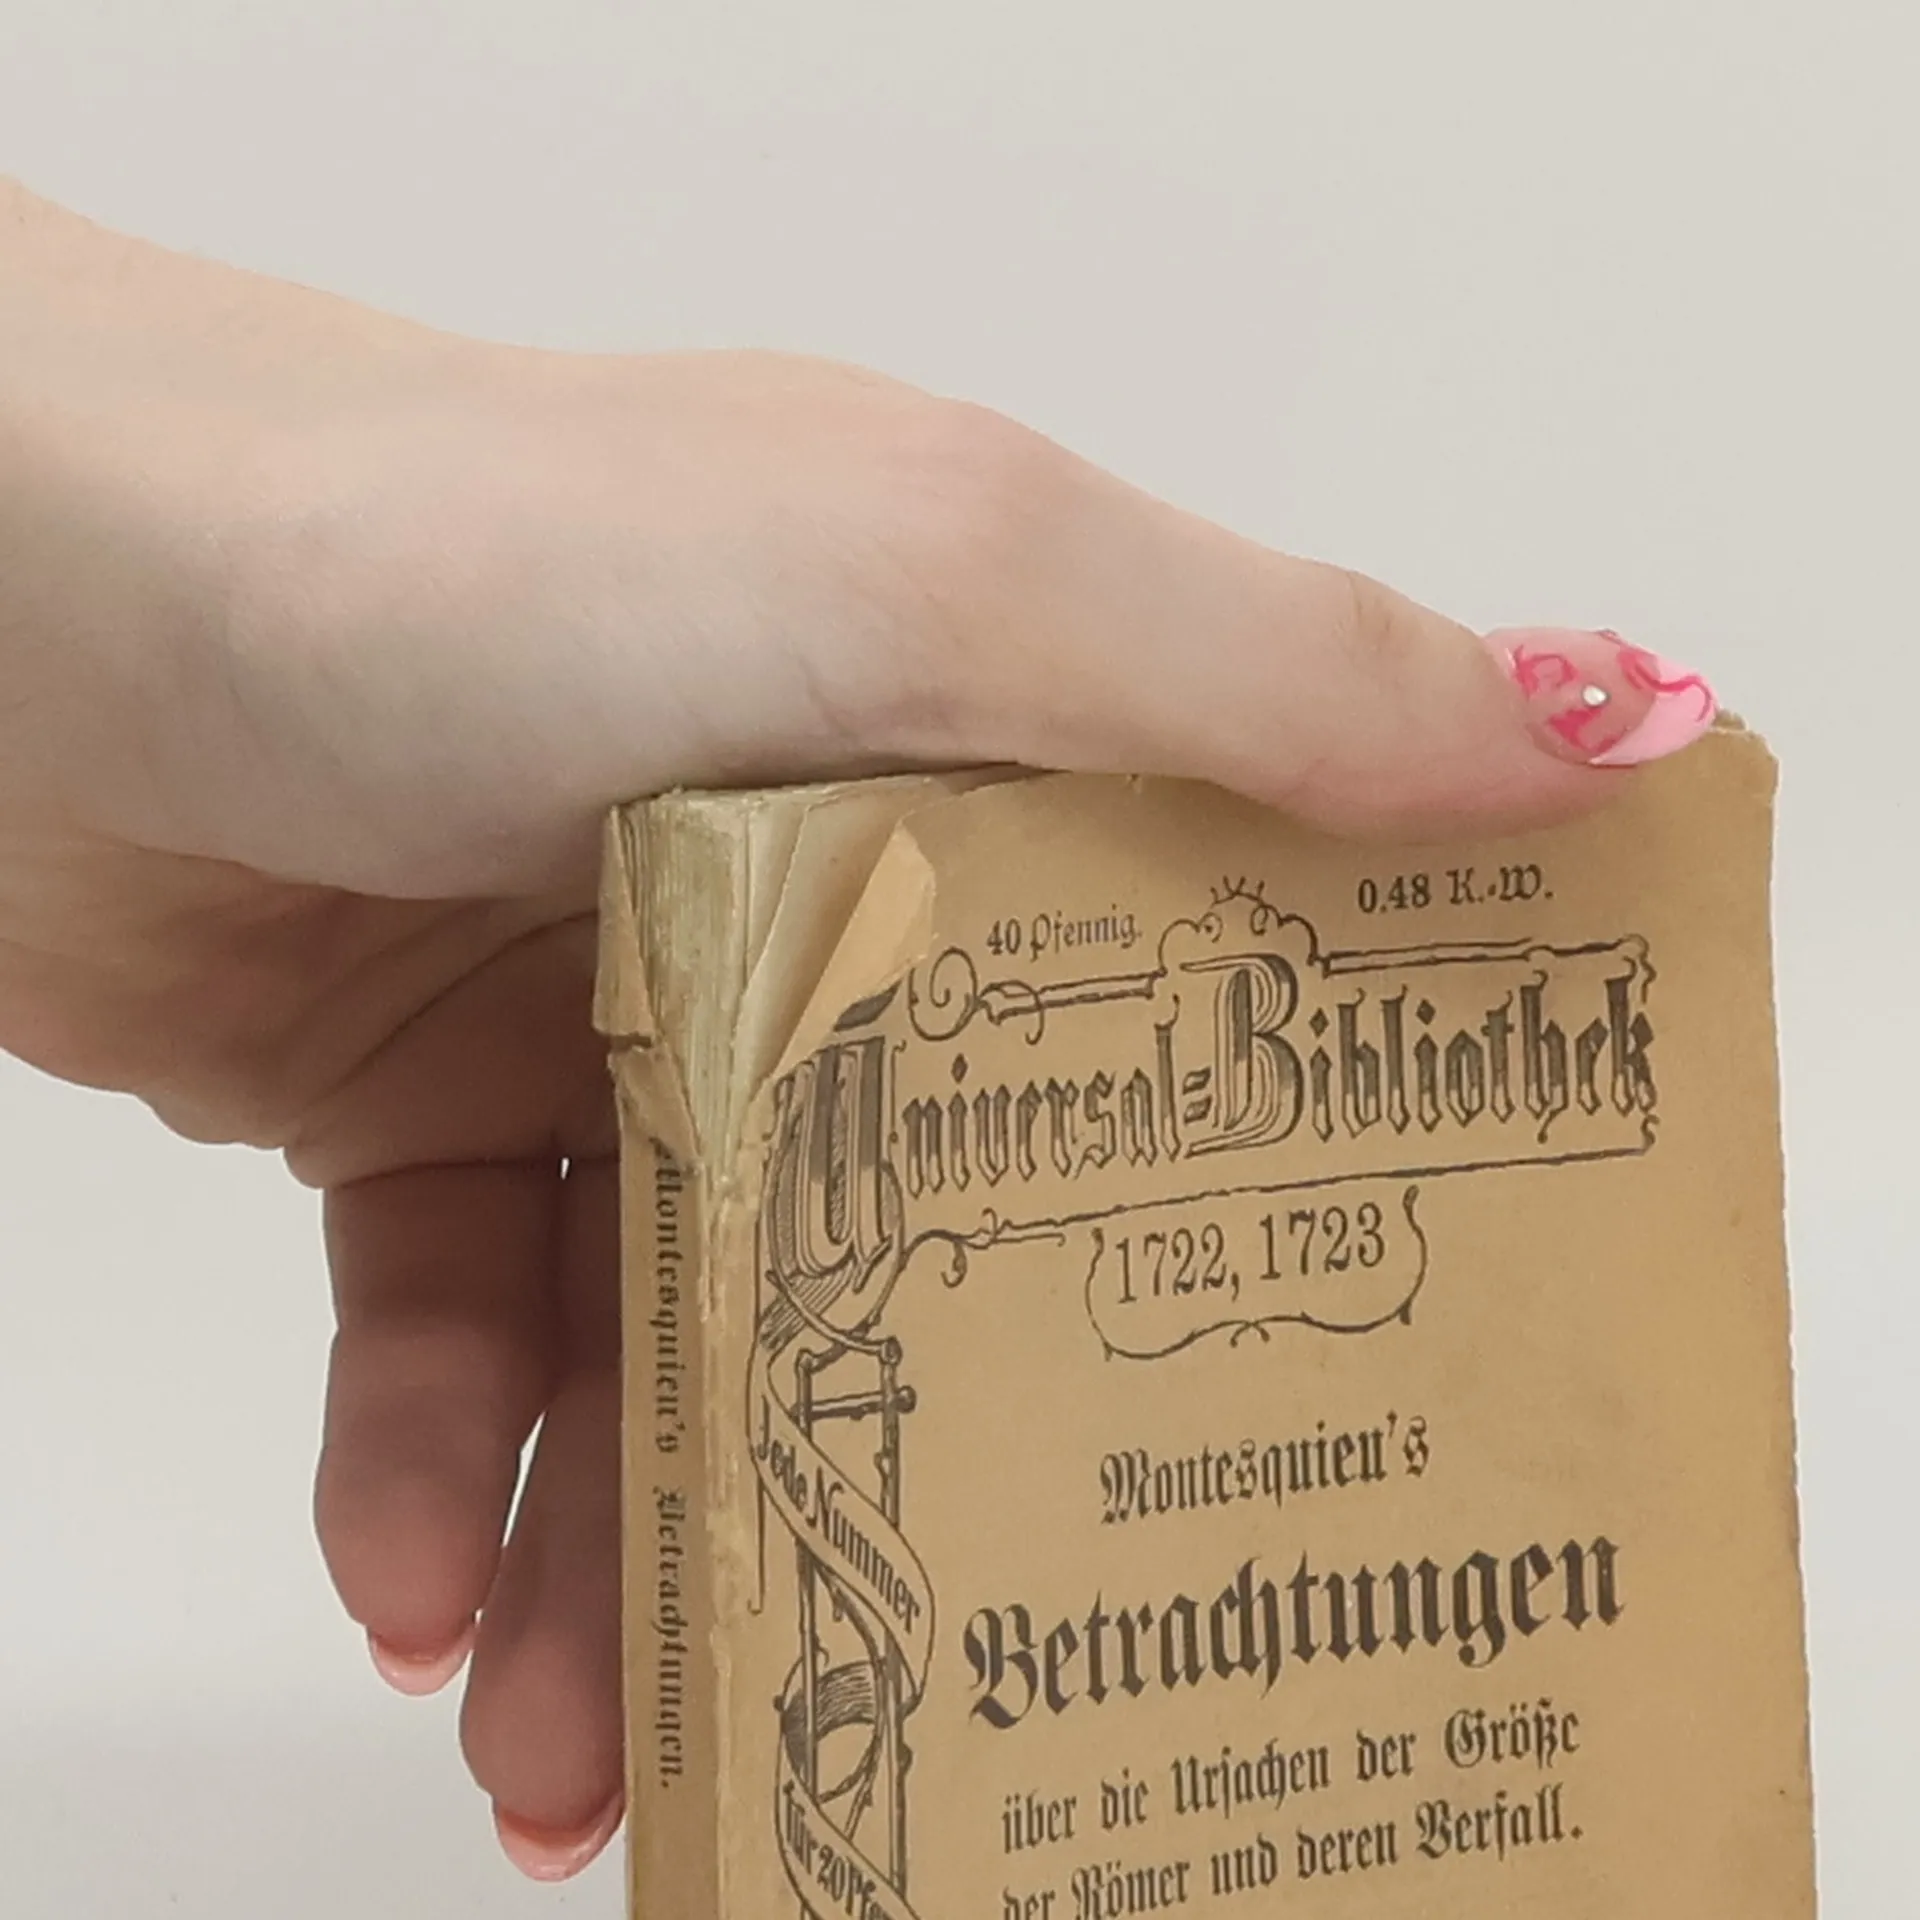 40 Pfennig.
0.48 K.-W.
Universal=Bibliothek
1722, 1723
Jede Nummer
für 20 Pfen
Montesquieu's
Betrachtungen
über die Ursachen der Größe
der Römer und deren Verfall.
Montesquieu's Betrachtungen.